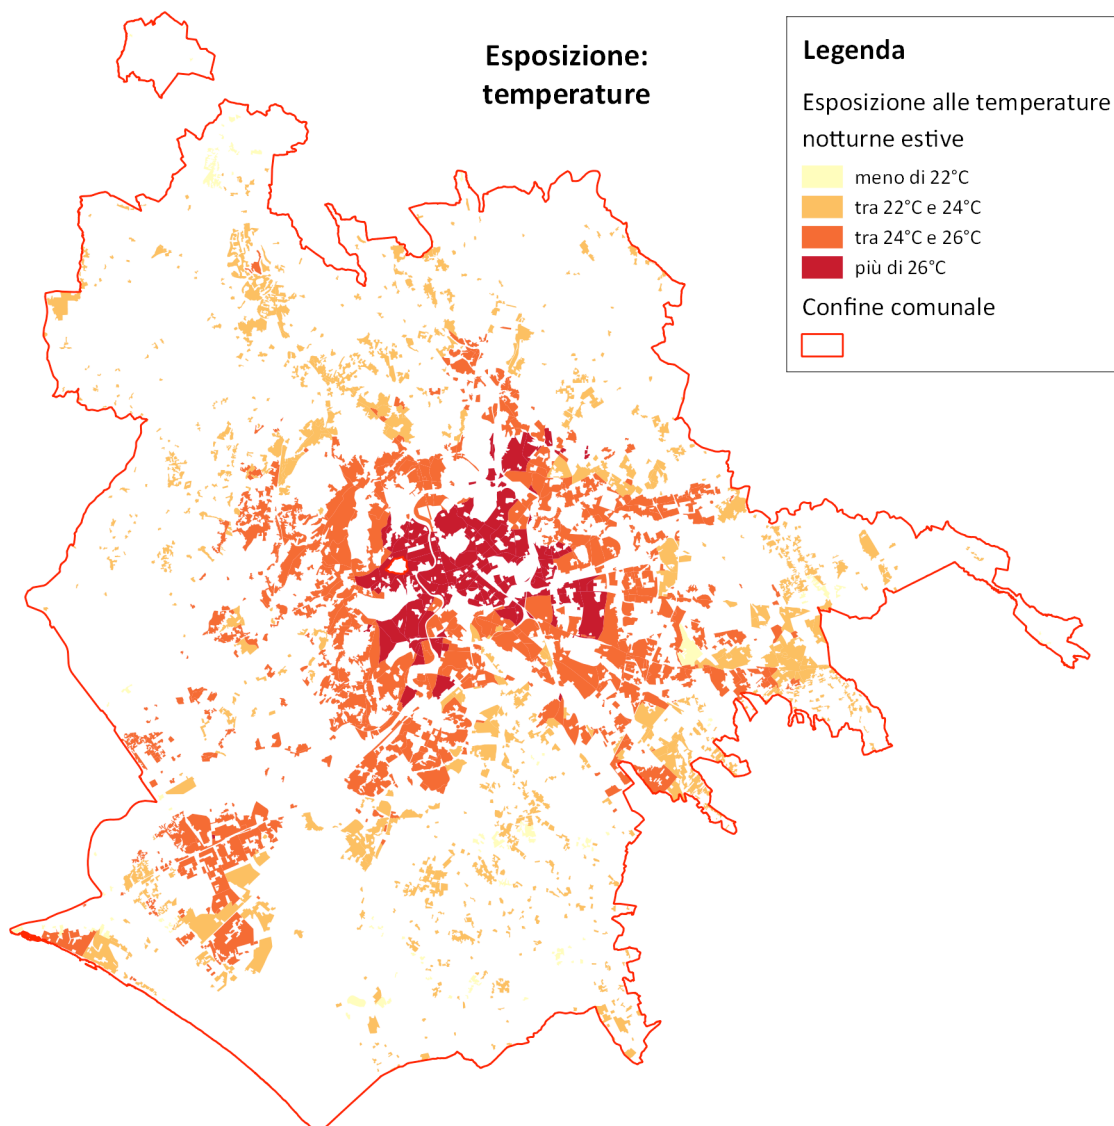 Esposizione:
temperature
Legenda
Esposizione alle temperature
notturne estive
meno di 22°C
tra 22°C e 24°C
tra 24°C e 26°C
più di 26°C
Confine comunale